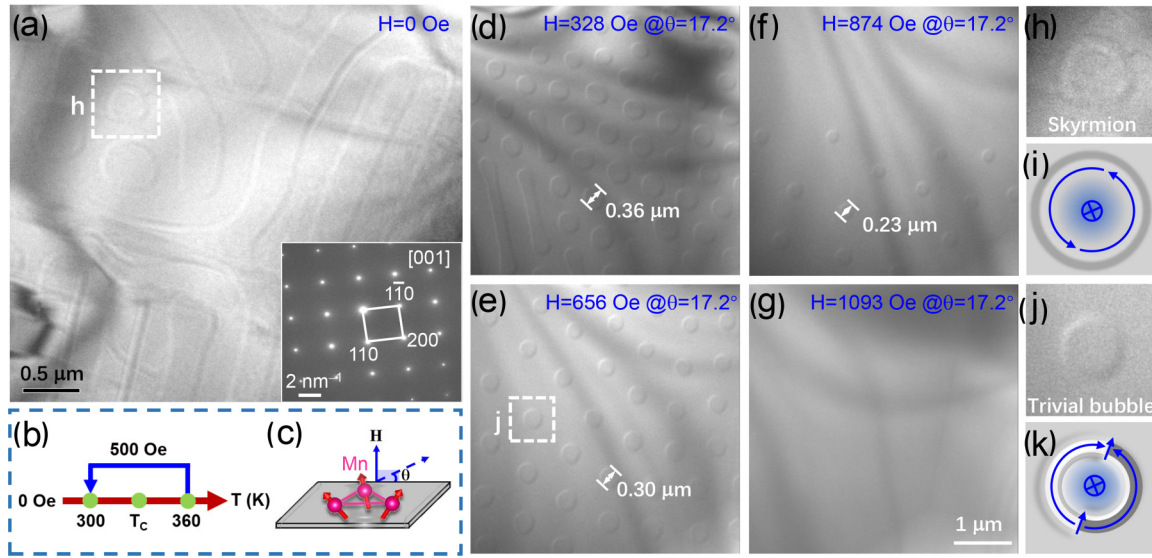 (a)
H=0 Oe
h
0.5 μm
[001]
11̅0
110
200
2 nm⁻¹
(b)
500 Oe
0 Oe
300
T_C
360
T (K)
(c)
H
Mn
θ
(d)
H=328 Oe @θ=17.2°
0.36 μm
(e)
H=656 Oe @θ=17.2°
j
0.30 μm
(f)
H=874 Oe @θ=17.2°
0.23 μm
(g)
H=1093 Oe @θ=17.2°
1 μm
(h)
Skyrmion
(i)
(j)
Trivial bubble
(k)